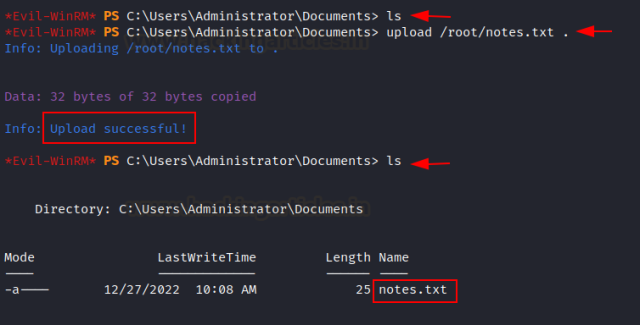 *Evil-WinRM* PS C:\Users\Administrator\Documents> ls
*Evil-WinRM* PS C:\Users\Administrator\Documents> upload /root/notes.txt .
Info: Uploading /root/notes.txt to .
Data: 32 bytes of 32 bytes copied
Info: Upload successful!
*Evil-WinRM* PS C:\Users\Administrator\Documents> ls
Directory: C:\Users\Administrator\Documents
Mode LastWriteTime Length Name
---- ------------- ------ ----
-a---- 12/27/2022 10:08 AM 25 notes.txt